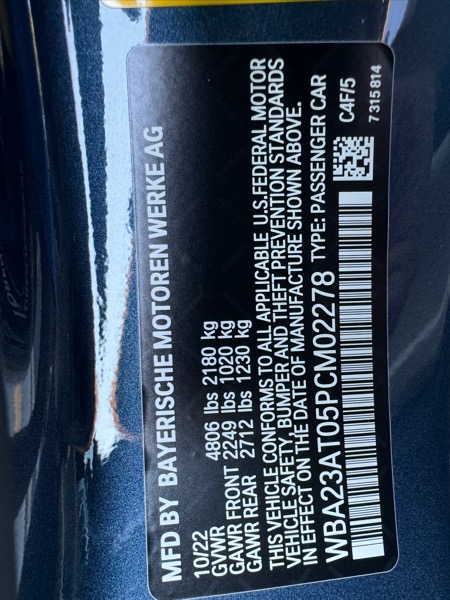 MFD BY BAYERISCHE MOTOREN WERKE AG
10/22
GVWR 4806 lbs 2180 kg
GAWR FRONT 2249 lbs 1020 kg
GAWR REAR 2712 lbs 1230 kg
THIS VEHICLE CONFORMS TO ALL APPLICABLE U.S.FEDERAL MOTOR
VEHICLE SAFETY, BUMPER AND THEFT PREVENTION STANDARDS
IN EFFECT ON THE DATE OF MANUFACTURE SHOWN ABOVE.
WBA23AT05PCM02278 TYPE: PASSENGER CAR
C4F/5
7 315 814